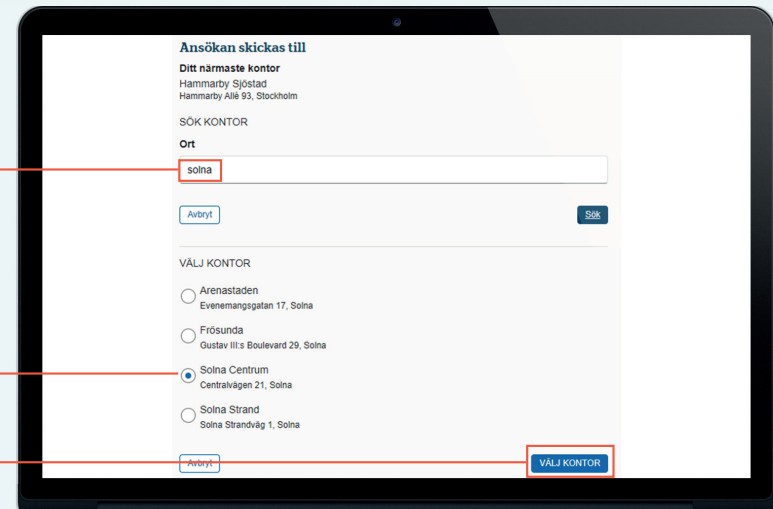 Ansökan skickas till
Ditt närmaste kontor
Hammarby Sjöstad
Hammarby Allé 93, Stockholm
SÖK KONTOR
Ort
solna
Avbryt
Sök
VÄLJ KONTOR
Arenastaden
Evenemangsgatan 17, Solna
Frösunda
Gustav III:s Boulevard 29, Solna
Solna Centrum
Centralvägen 21, Solna
Solna Strand
Solna Strandväg 1, Solna
Avbryt
VÄLJ KONTOR